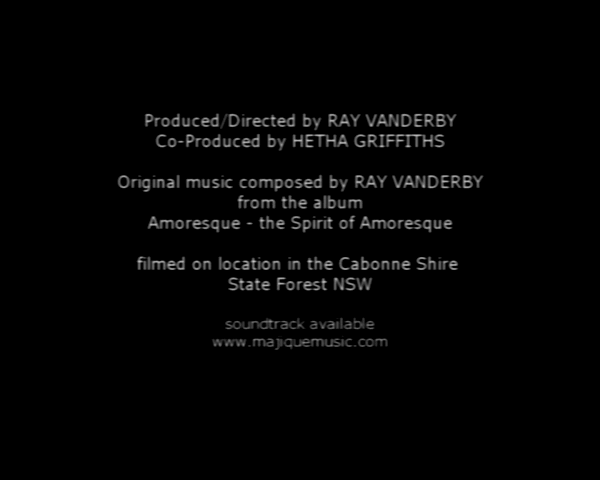 Produced/Directed by RAY VANDERBY
Co-Produced by HETHA GRIFFITHS
Original music composed by RAY VANDERBY
from the album
Amoresque - the Spirit of Amoresque
filmed on location in the Cabonne Shire
State Forest NSW
soundtrack available
www.majiquemusic.com